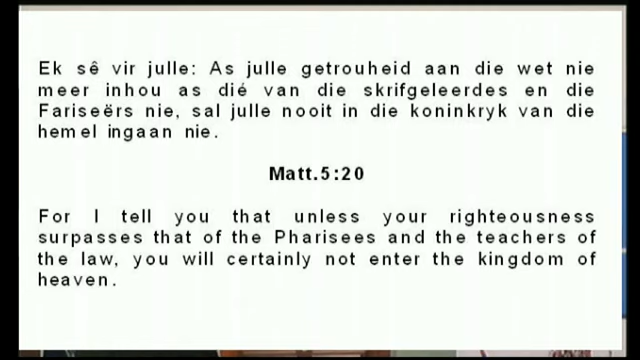 Ek sê vir julle: As julle getrouheid aan die wet nie
meer inhou as dié van die skrifgeleerdes en die
Fariseërs nie, sal julle nooit in die koninkryk van die
hemel ingaan nie.
Matt.5:20
For I tell you that unless your righteousness
surpasses that of the Pharisees and the teachers of
the law, you will certainly not enter the kingdom of
heaven.